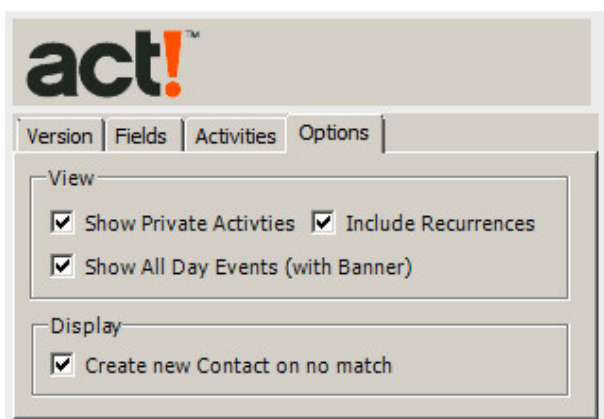 act!™
Version Fields Activities Options
View
Show Private Activties Include Recurrences
Show All Day Events (with Banner)
Display
Create new Contact on no match